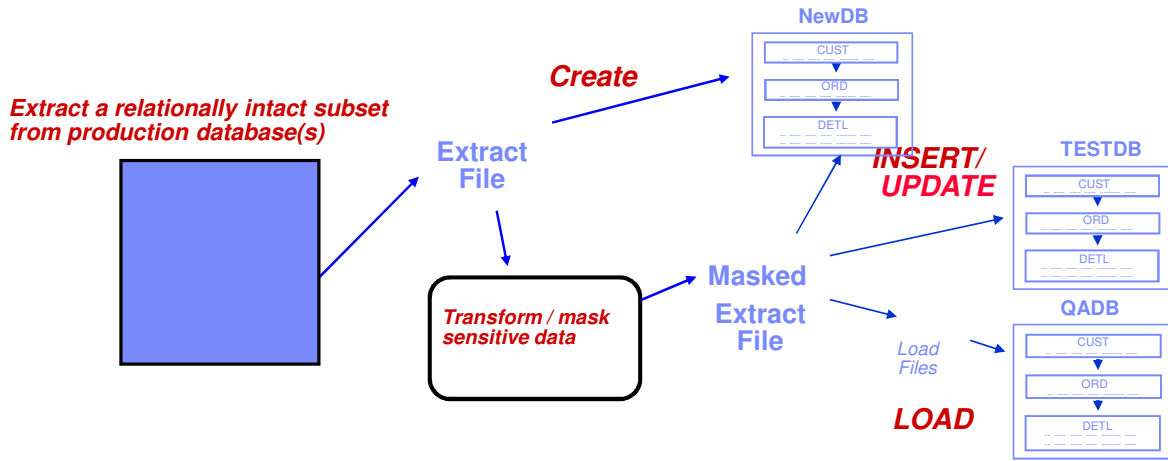 NewDB
CUST
ORD
DETL
Create
Extract a relationally intact subset
from production database(s)
Extract
File
INSERT/
UPDATE
TESTDB
CUST
ORD
DETL
Transform / mask
sensitive data
Masked
Extract
File
Load
Files
LOAD
QADB
CUST
ORD
DETL